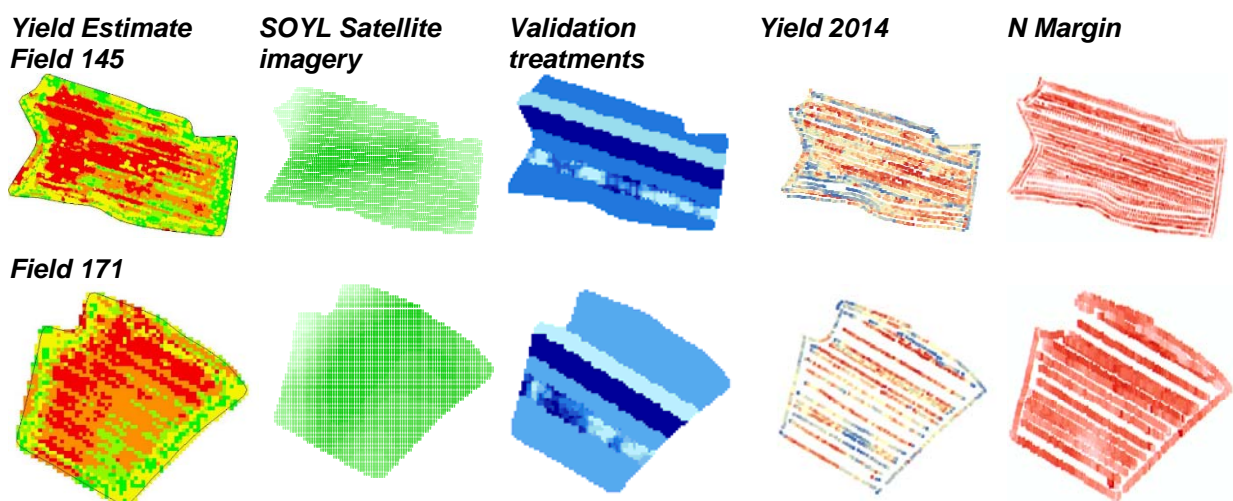 Yield Estimate
Field 145
SOYL Satellite
imagery
Validation
treatments
Yield 2014
N Margin
Field 171